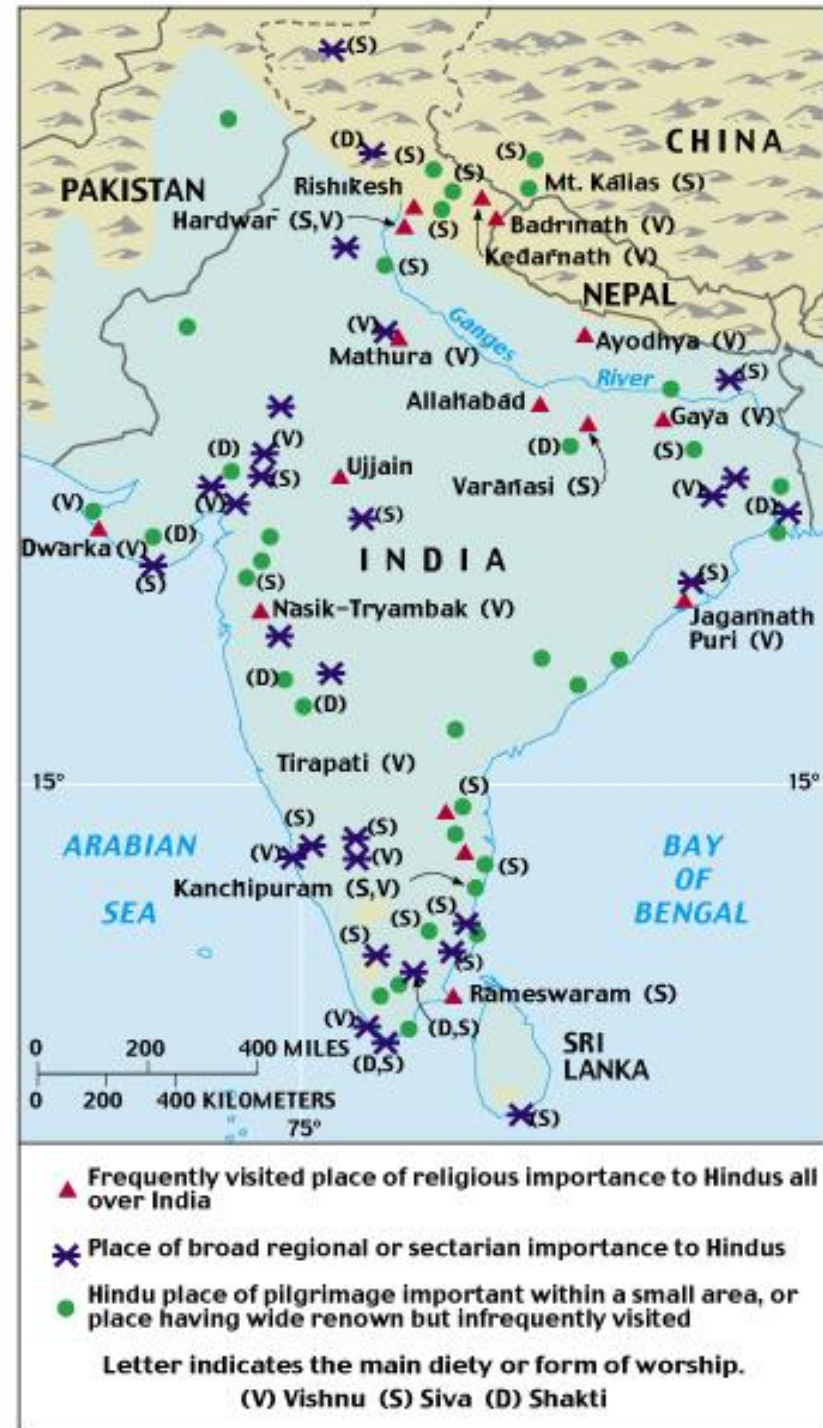 (S)
CHINA
(D)
(S)
(S)
(S)
PAKISTAN
Rishikesh
Mt. Kailas (S)
Hardwar (S,V)
(S)
Badrinath (V)
(S)
Kedarnath (V)
NEPAL
(V)
Ganges
Mathura (V)
Ayodhya (V)
River
(S)
Allahabad
Gaya (V)
(D)
(V)
(D)
(S)
Ujjain
(S)
Varanasi (S)
(V)
(V)
(V)
(D)
(S)
Dwarka (V)
(D)
INDIA
(S)
(S)
(S)
Nasik-Tryambak (V)
Jagannath
Puri (V)
(D)
(D)
Tirapati (V)
15°
(S)
15°
(S)
(S)
ARABIAN
SEA
(V)
(V)
(S)
BAY
OF
BENGAL
Kanchipuram (S,V)
(S)
(S)
(S)
(S)
Rameswaram (S)
(V)
(D,S)
(D,S)
SRI
LANKA
0 200 400 MILES
0 200 400 KILOMETERS
75°
(S)
Frequently visited place of religious importance to Hindus all
over India
Place of broad regional or sectarian importance to Hindus
Hindu place of pilgrimage important within a small area, or
place having wide renown but infrequently visited
Letter indicates the main diety or form of worship.
(V) Vishnu (S) Siva (D) Shakti